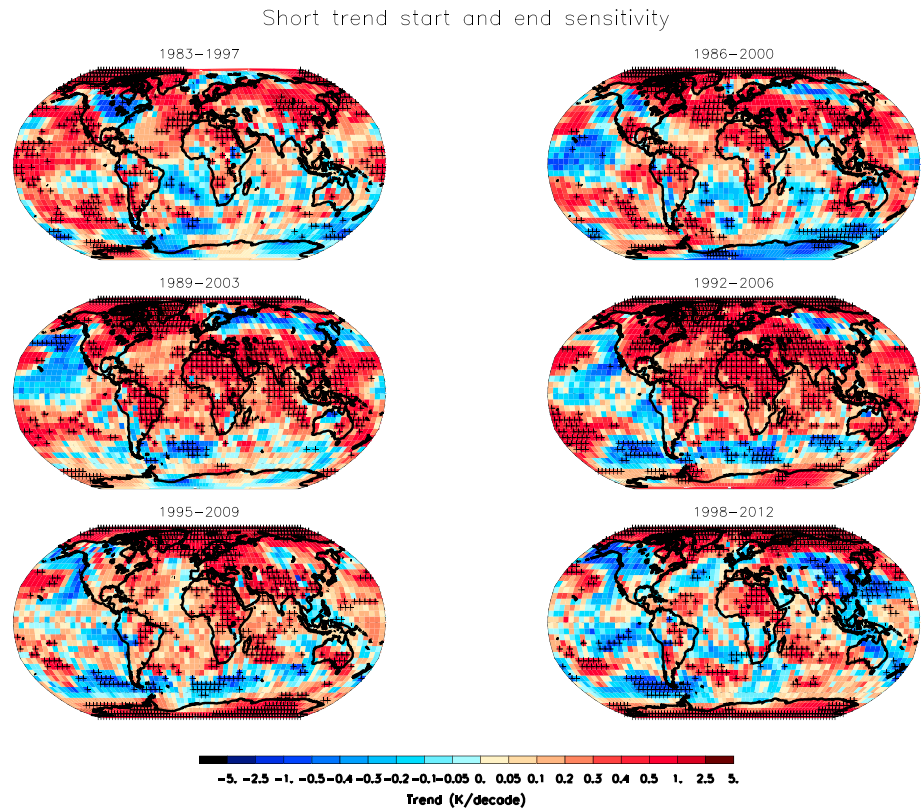 Short trend start and end sensitivity
1983-1997
1986-2000
1989-2003
1992-2006
1995-2009
1998-2012
-5. -2.5 -1. -0.5 -0.4 -0.3 -0.2 -0.1 -0.05 0. 0.05 0.1 0.2 0.3 0.4 0.5 1. 2.5 5.
Trend (K/decade)